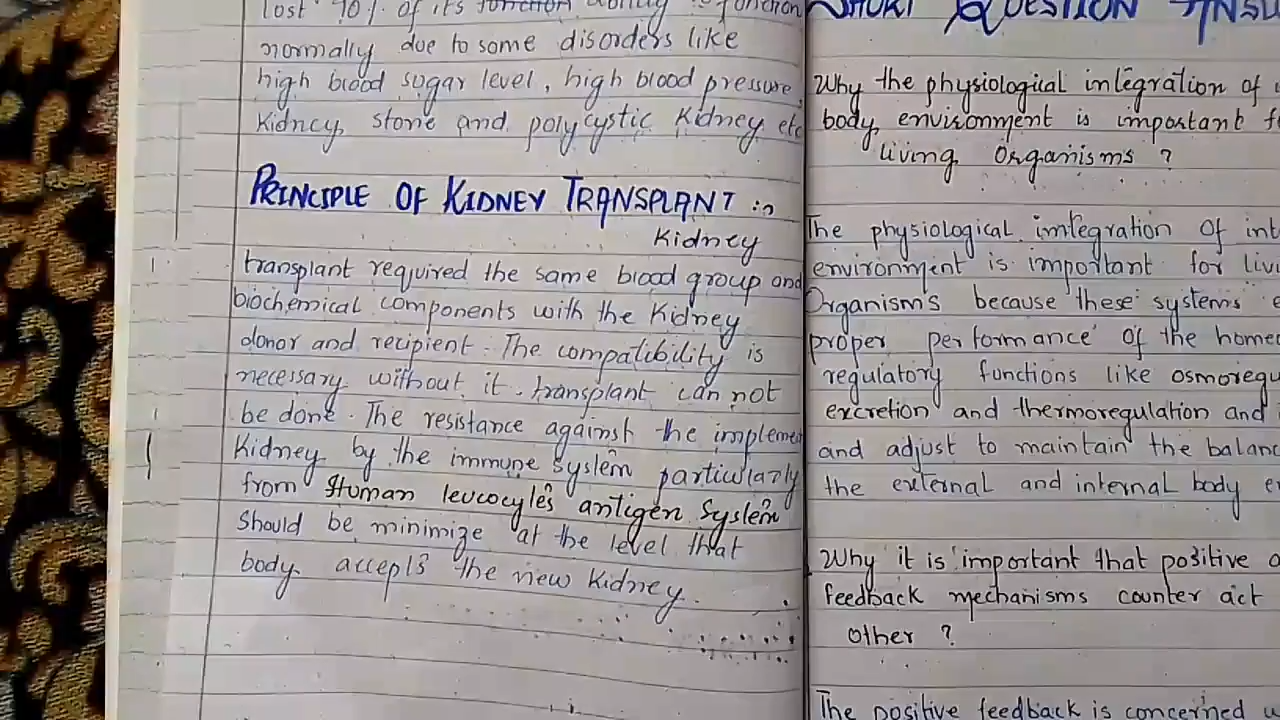 lost 90% of its function ability to function
normally due to some disorders like
high blood sugar level, high blood pressure,
Kidney stone and polycystic Kidney etc
PRINCIPLE OF KIDNEY TRANSPLANT :-
Kidney
transplant required the same blood group and
biochemical components with the Kidney
donor and recipient. The compatibility is
necessary without it transplant can not
be done. The resistance against the
Kidney by the immune system particularly
from Human leucocytes antigen System
Should be minimize at the level that
body accepts the new Kidney.
SHORT QUESTION
Why the physiological integration of
body environment is important
living Organisms ?
The physiological integration of
environment is important for
Organisms because these systems
proper performance of the
regulatory functions like
excretion and thermoregulation and
and adjust to maintain the
the external and internal body
Why it is important that positive
feedback mechanisms counter act
other ?
The positive feedback is concerned